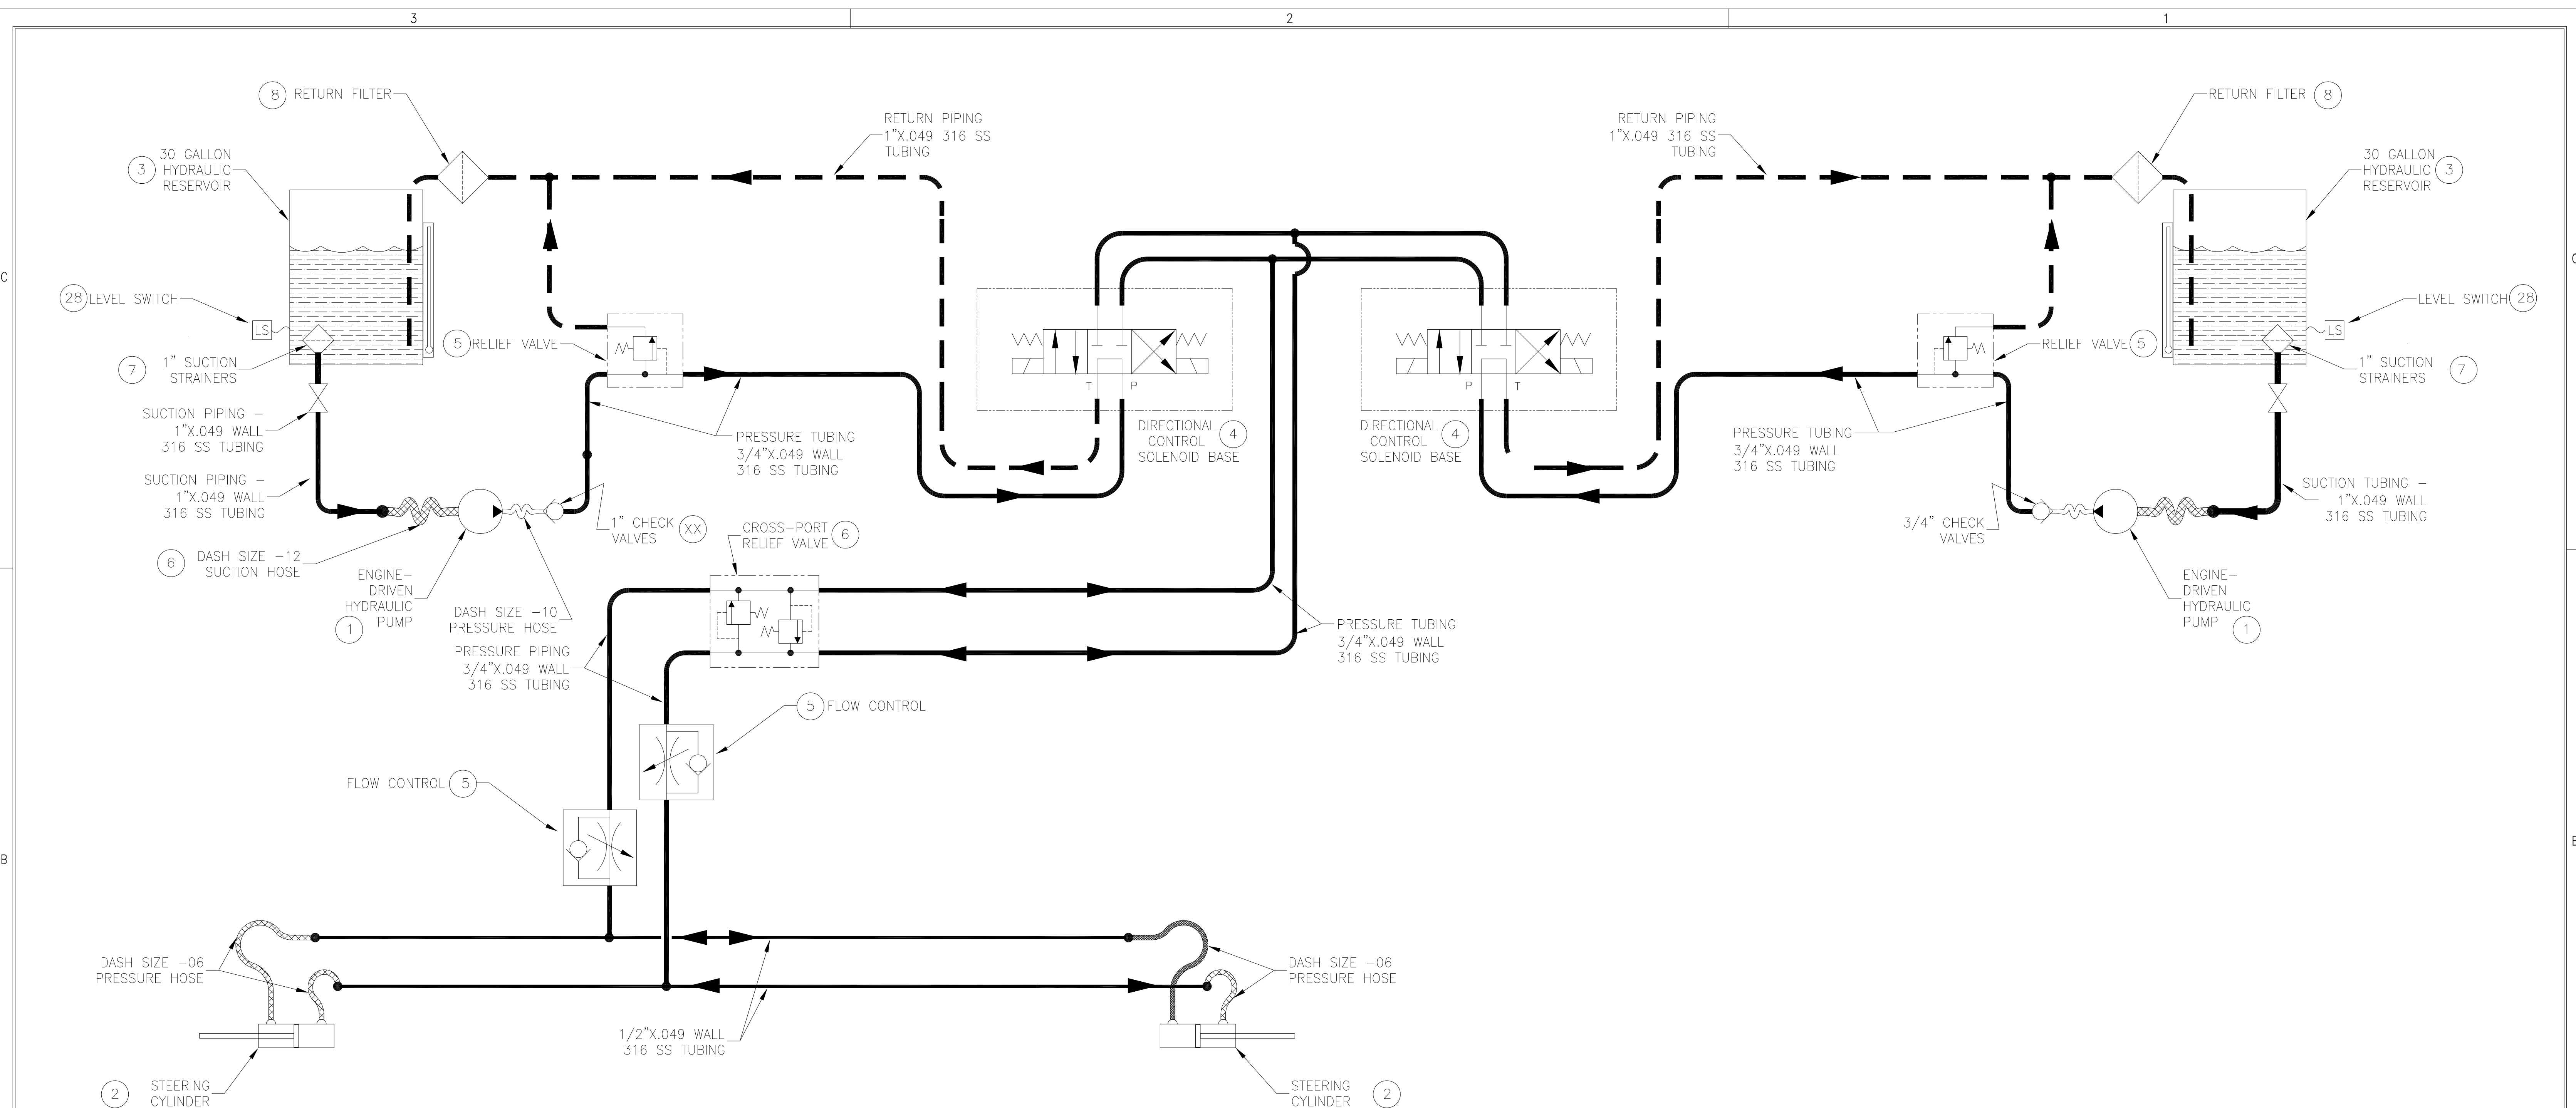 3
2
1
C
C
B
B
8 RETURN FILTER
3
30 GALLON
HYDRAULIC
RESERVOIR
28 LEVEL SWITCH
LS
7
1" SUCTION
STRAINERS
SUCTION PIPING -
1"X.049 WALL
316 SS TUBING
SUCTION PIPING -
1"X.049 WALL
316 SS TUBING
6
DASH SIZE -12
SUCTION HOSE
ENGINE-
DRIVEN
HYDRAULIC
PUMP
1
DASH SIZE -10
PRESSURE HOSE
1" CHECK
VALVES
XX
5 RELIEF VALVE
PRESSURE TUBING
3/4"X.049 WALL
316 SS TUBING
RETURN PIPING
1"X.049 316 SS
TUBING
T P
DIRECTIONAL
CONTROL
SOLENOID BASE
4
CROSS-PORT
RELIEF VALVE
6
PRESSURE PIPING
3/4"X.049 WALL
316 SS TUBING
PRESSURE TUBING
3/4"X.049 WALL
316 SS TUBING
RETURN PIPING
1"X.049 316 SS
TUBING
P T
DIRECTIONAL
CONTROL
SOLENOID BASE
4
RETURN FILTER 8
30 GALLON
HYDRAULIC
RESERVOIR
3
LEVEL SWITCH 28
LS
1" SUCTION
STRAINERS
7
RELIEF VALVE 5
PRESSURE TUBING
3/4"X.049 WALL
316 SS TUBING
3/4" CHECK
VALVES
SUCTION TUBING -
1"X.049 WALL
316 SS TUBING
ENGINE-
DRIVEN
HYDRAULIC
PUMP
1
5 FLOW CONTROL
FLOW CONTROL 5
DASH SIZE -06
PRESSURE HOSE
DASH SIZE -06
PRESSURE HOSE
1/2"X.049 WALL
316 SS TUBING
2
STEERING
CYLINDER
STEERING
CYLINDER
2